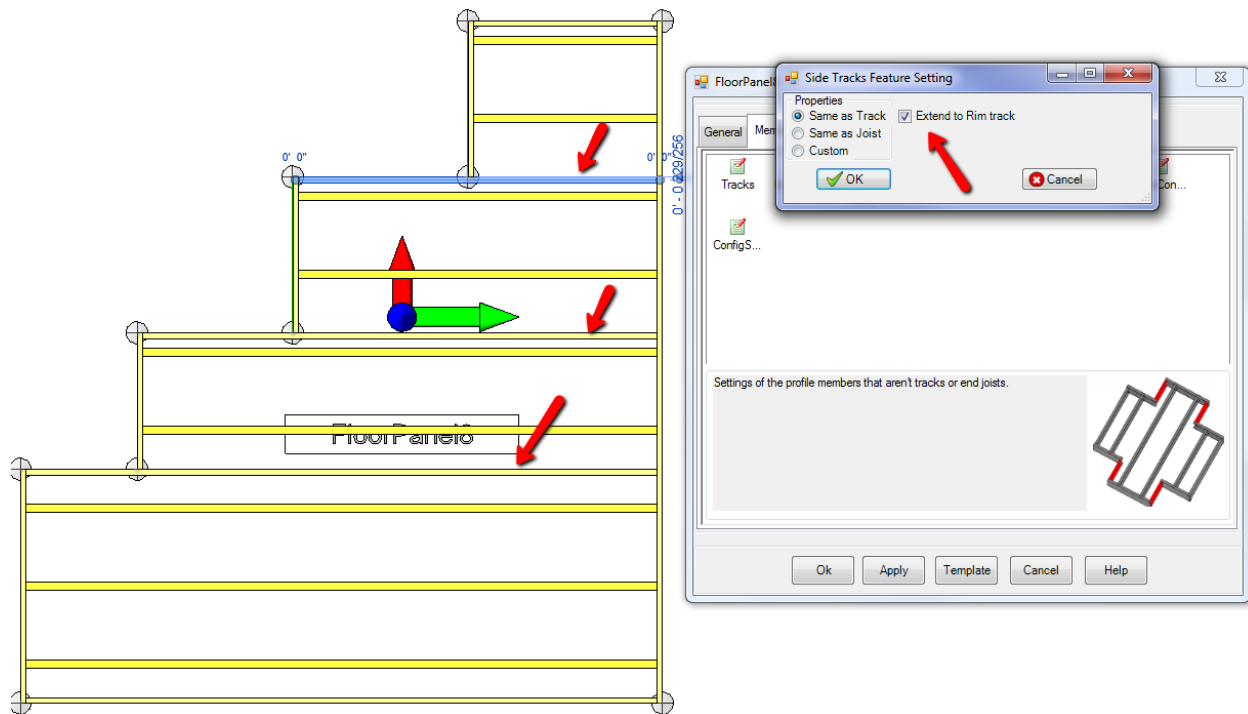 0' 0"
0' 0"
0' - 0 229/256
FloorPanel8
FloorPanel8
Side Tracks Feature Setting
Properties
Same as Track
Same as Joist
Custom
Extend to Rim track
OK
Cancel
General
Mem
Tracks
Con...
ConfigS...
Settings of the profile members that aren't tracks or end joists.
Ok
Apply
Template
Cancel
Help